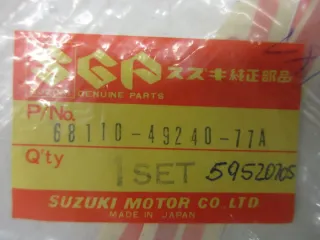 SGP スズキ純正部品
GENUINE PARTS
P/No. 68110-49240-77A
Q'ty 1 SET 59520705
SUZUKI MOTOR CO.LTD
MADE IN JAPAN